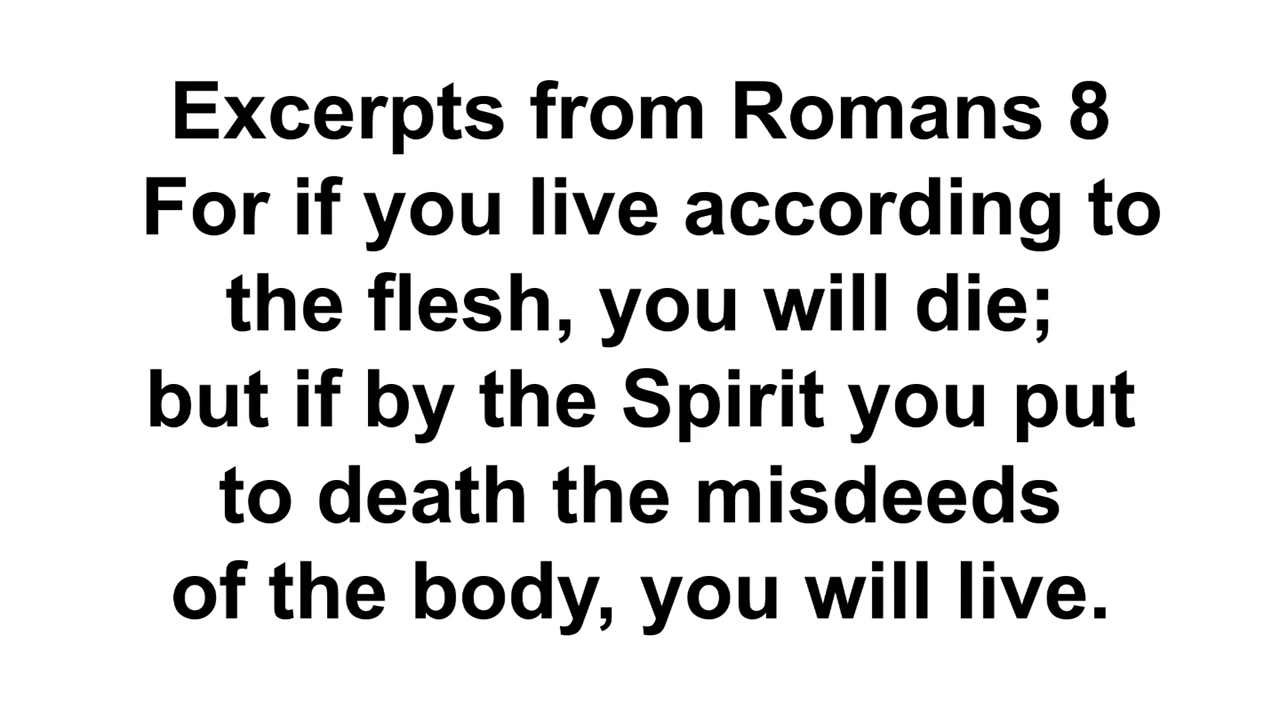 Excerpts from Romans 8
For if you live according to
the flesh, you will die;
but if by the Spirit you put
to death the misdeeds
of the body, you will live.